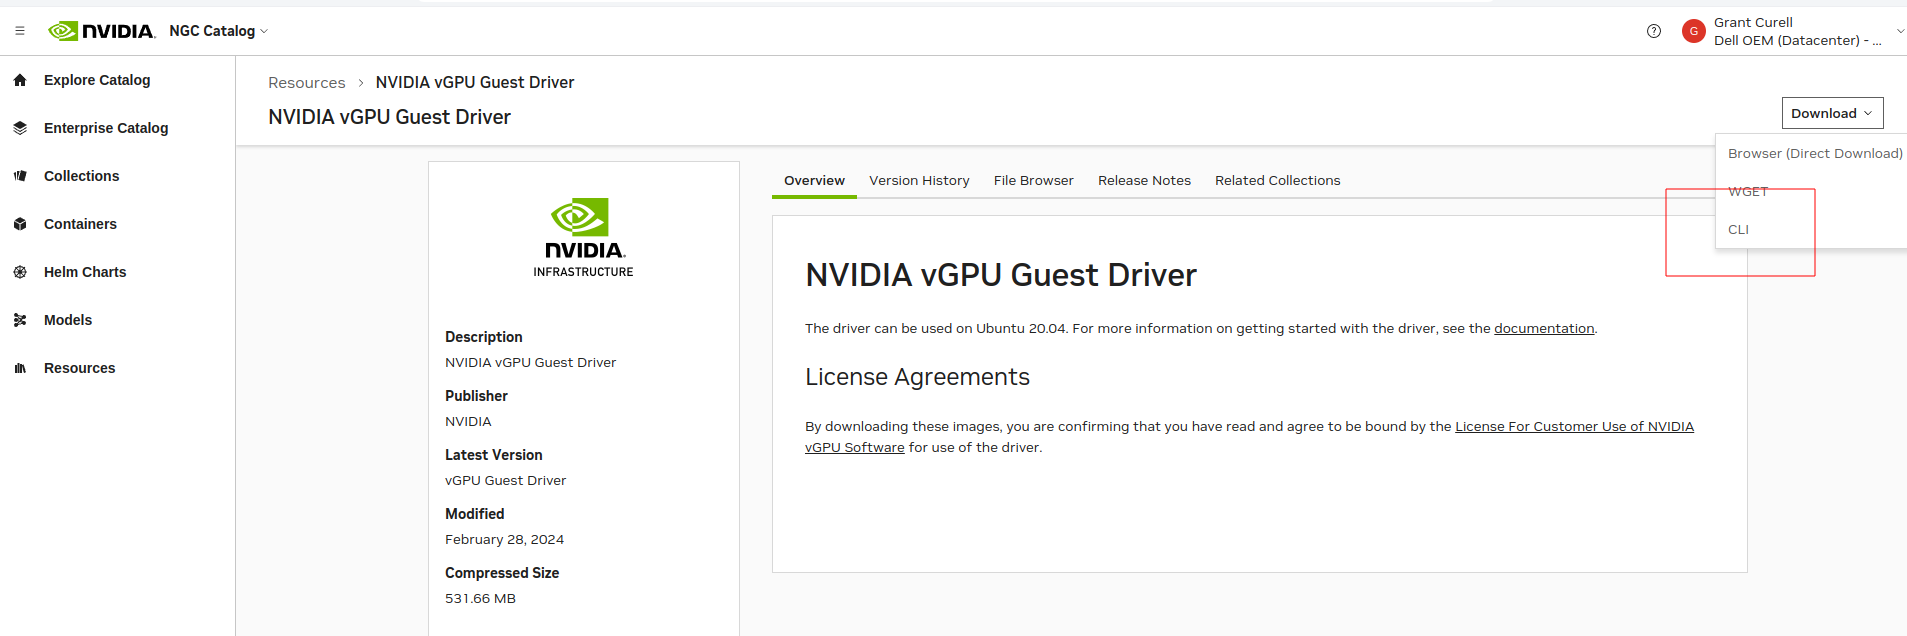 NVIDIA. NGC Catalog
? G Grant Curell
Dell OEM (Datacenter) - ...
Explore Catalog
Enterprise Catalog
Collections
Containers
Helm Charts
Models
Resources
Resources > NVIDIA vGPU Guest Driver
NVIDIA vGPU Guest Driver
Download
Browser (Direct Download)
WGET
CLI
NVIDIA.
INFRASTRUCTURE
Description
NVIDIA vGPU Guest Driver
Publisher
NVIDIA
Latest Version
vGPU Guest Driver
Modified
February 28, 2024
Compressed Size
531.66 MB
Overview Version History File Browser Release Notes Related Collections
NVIDIA vGPU Guest Driver
The driver can be used on Ubuntu 20.04. For more information on getting started with the driver, see the documentation.
License Agreements
By downloading these images, you are confirming that you have read and agree to be bound by the License For Customer Use of NVIDIA
vGPU Software for use of the driver.